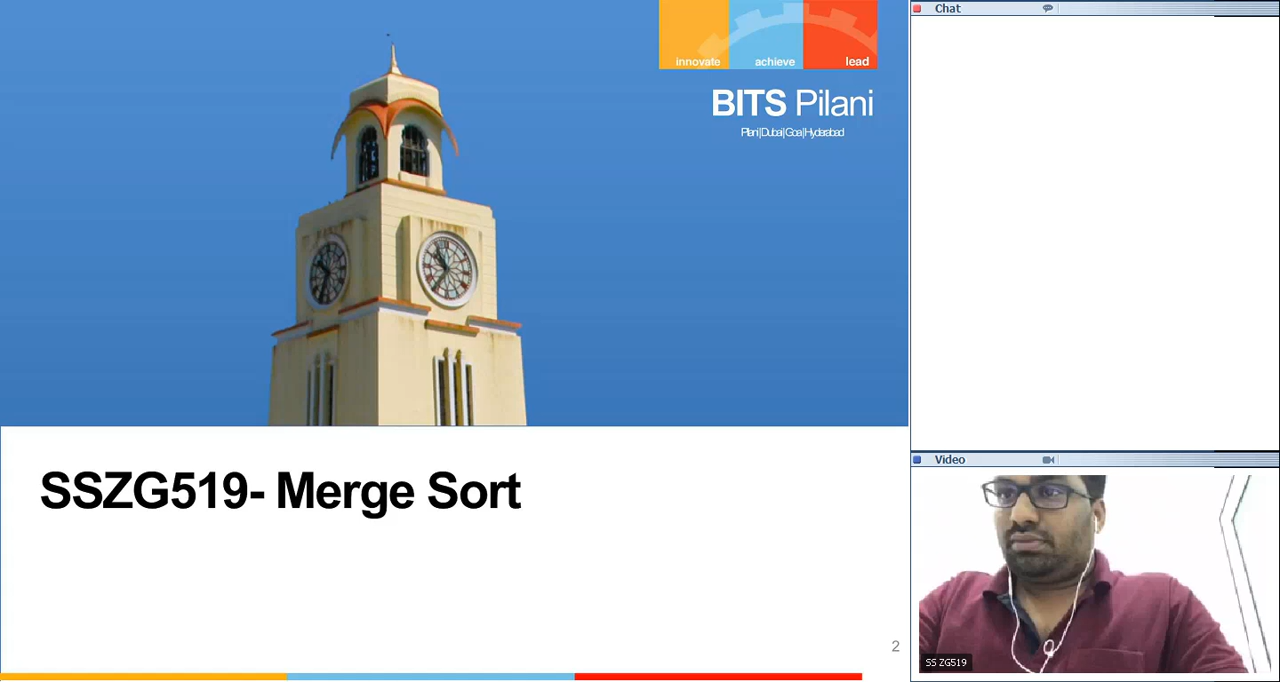 innovate achieve lead
BITS Pilani
Pilani|Dubai|Goa|Hyderabad
SSZG519- Merge Sort
2
Chat
Video
SS ZG519